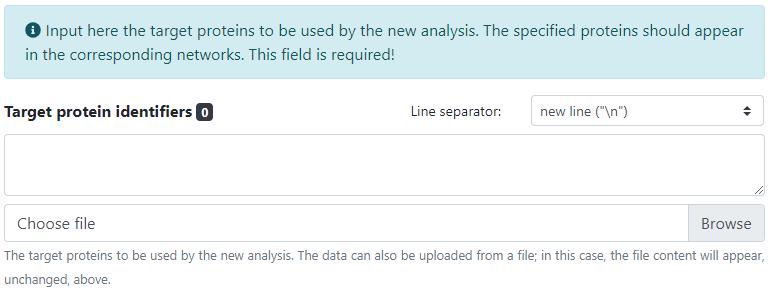 Input here the target proteins to be used by the new analysis. The specified proteins should appear
in the corresponding networks. This field is required!
Target protein identifiers 0 Line separator: new line ("\n")
Choose file Browse
The target proteins to be used by the new analysis. The data can also be uploaded from a file; in this case, the file content will appear,
unchanged, above.